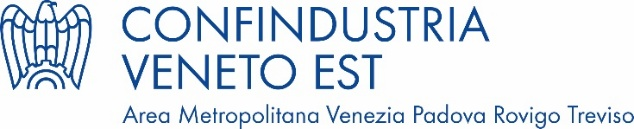 CONFINDUSTRIA
VENETO EST
Area Metropolitana Venezia Padova Rovigo Treviso